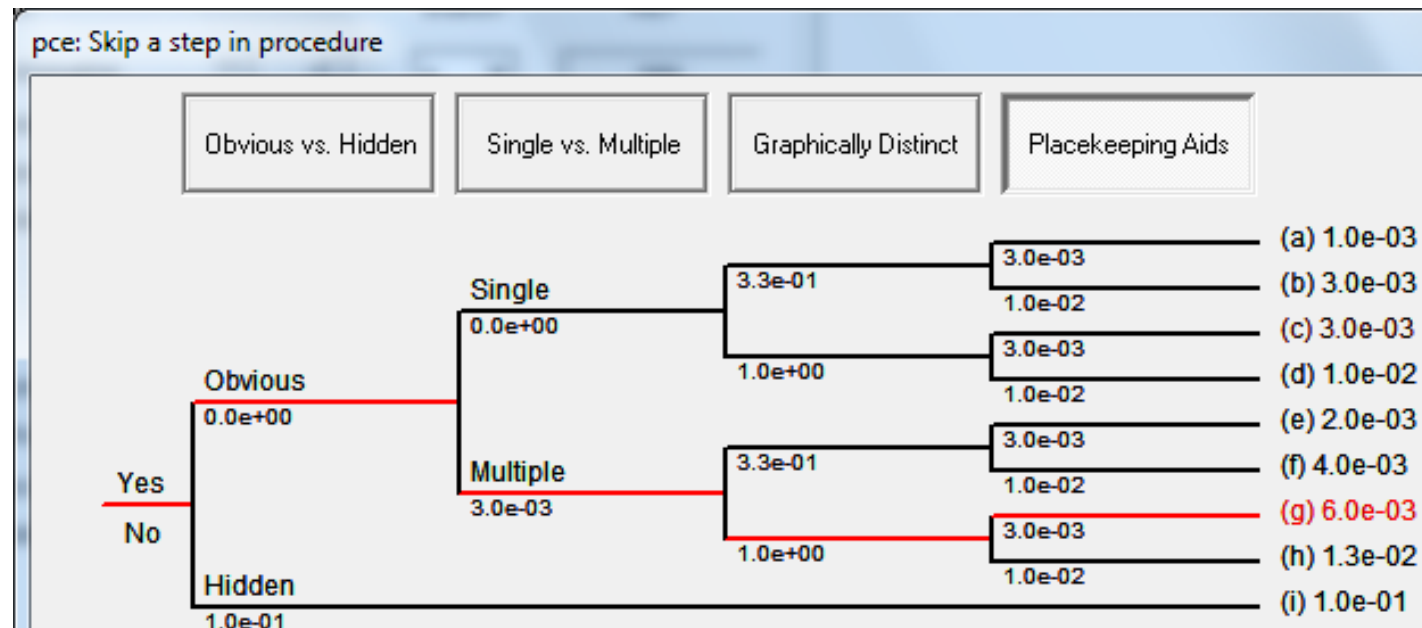 pce: Skip a step in procedure
Obvious vs. Hidden
Single vs. Multiple
Graphically Distinct
Placekeeping Aids
(a) 1.0e-03
3.0e-03
3.3e-01
(b) 3.0e-03
Single
1.0e-02
0.0e+00
(c) 3.0e-03
3.0e-03
1.0e+00
(d) 1.0e-02
Obvious
1.0e-02
0.0e+00
(e) 2.0e-03
3.0e-03
3.3e-01
(f) 4.0e-03
Multiple
Yes
1.0e-02
3.0e-03
(g) 6.0e-03
No
3.0e-03
1.0e+00
(h) 1.3e-02
Hidden
1.0e-02
(i) 1.0e-01
1.0e-01